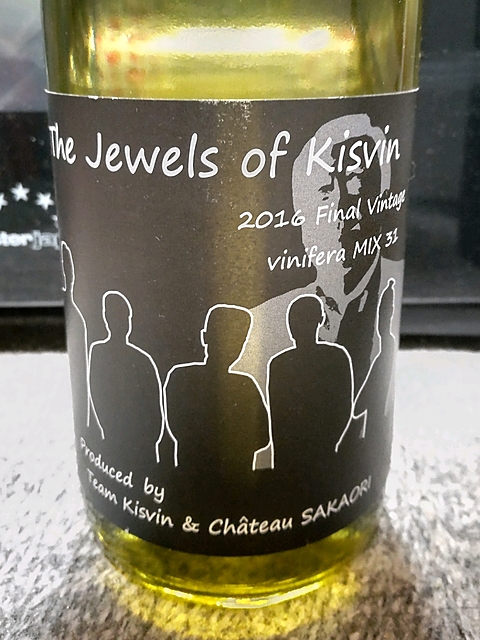 The Jewels of Kisvin
2016 Final Vintage
vinifera MIX 31
Produced by
Team Kisvin & Château SAKAORI